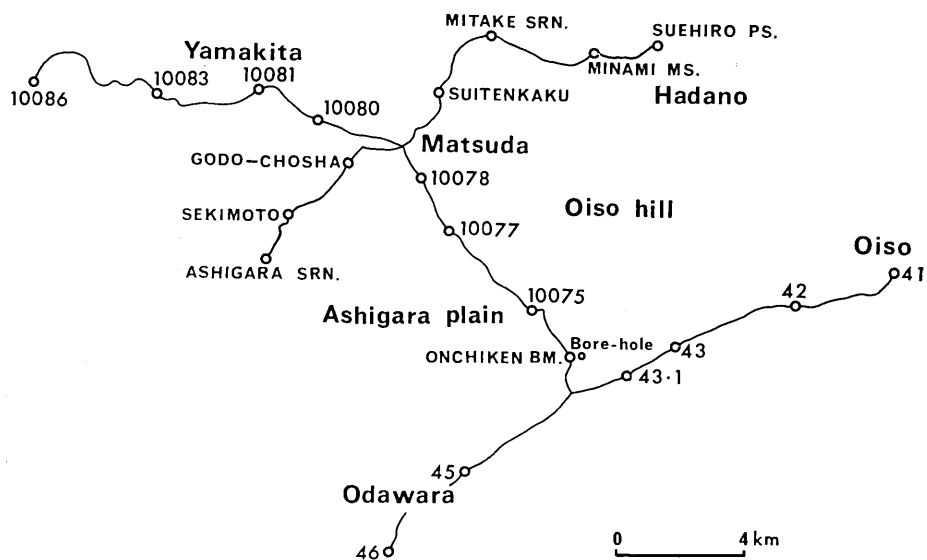 MITAKE SRN.
SUEHIRO PS.
Yamakita
MINAMI MS.
10083
10081
10086
SUITENKAKU
Hadano
10080
Matsuda
GODO-CHOSHA
10078
SEKIMOTO
Oiso hill
10077
Oiso
ASHIGARA SRN.
41
42
10075
Ashigara plain
Bore-hole
ONCHIKEN BM.
43
43·1
45
Odawara
46
0 4 km